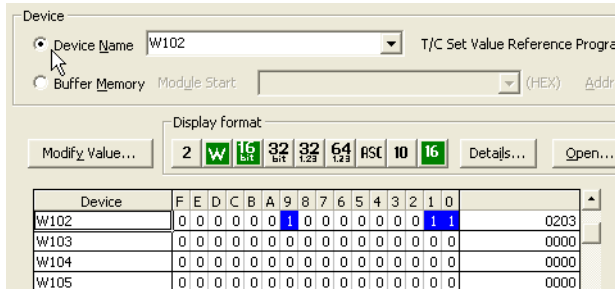 Device
Device Name W102 T/C Set Value Reference Progra
Buffer Memory Module Start (HEX) Addr
Display format
Modify Value... 2 W 16 bit 32 bit 32 1.23 64 1.23 ASC 10 16 Details... Open...
Device F E D C B A 9 8 7 6 5 4 3 2 1 0
W102 0 0 0 0 0 0 1 0 0 0 0 0 0 0 1 1 0203
W103 0 0 0 0 0 0 0 0 0 0 0 0 0 0 0 0 0000
W104 0 0 0 0 0 0 0 0 0 0 0 0 0 0 0 0 0000
W105 0 0 0 0 0 0 0 0 0 0 0 0 0 0 0 0 0000